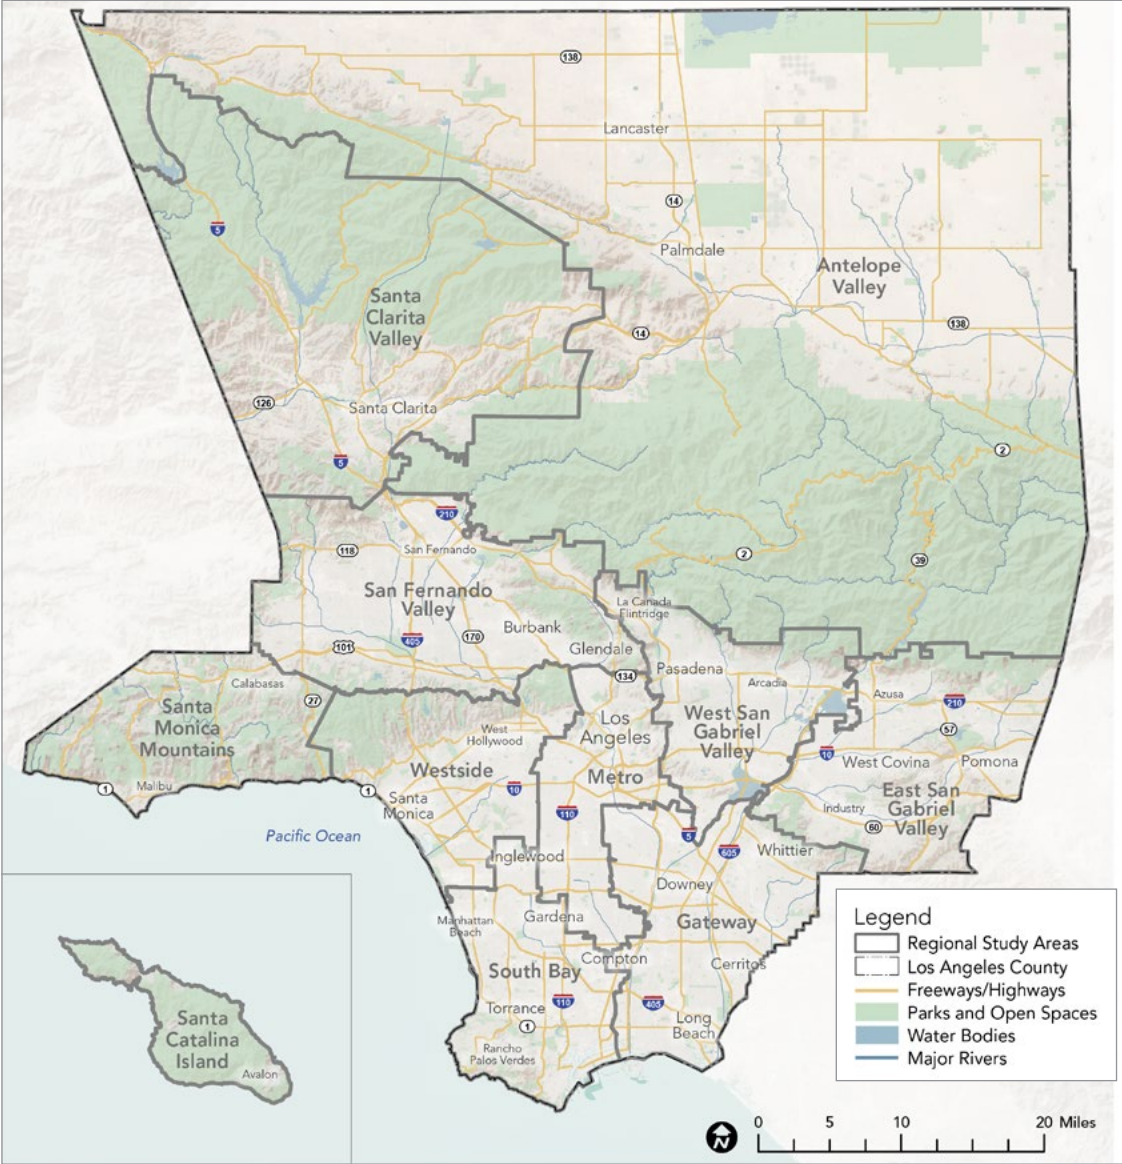 138
Lancaster
14
5
Palmdale
Antelope
Valley
Santa
Clarita
Valley
138
14
126
Santa Clarita
2
5
210
118
San Fernando
2
39
San Fernando
Valley
La Canada
Flintridge
Burbank
170
405
101
Glendale
134
Pasadena
Calabasas
Arcadia
Azusa
27
210
Santa
Monica
Mountains
West San
Gabriel
Valley
Los
Angeles
57
West
Hollywood
10
West Covina
Pomona
Westside
Metro
Malibu
1
1
10
Santa
Monica
110
East San
Gabriel
Valley
Industry
60
5
Pacific Ocean
605
Whittier
Inglewood
Downey
Manhattan
Beach
Gardena
Gateway
Compton
Cerritos
South Bay
110
405
Torrance
1
Long
Beach
Rancho
Palos Verdes
Santa
Catalina
Island
Avalon
Legend
Regional Study Areas
Los Angeles County
Freeways/Highways
Parks and Open Spaces
Water Bodies
Major Rivers
N
0 5 10 20 Miles